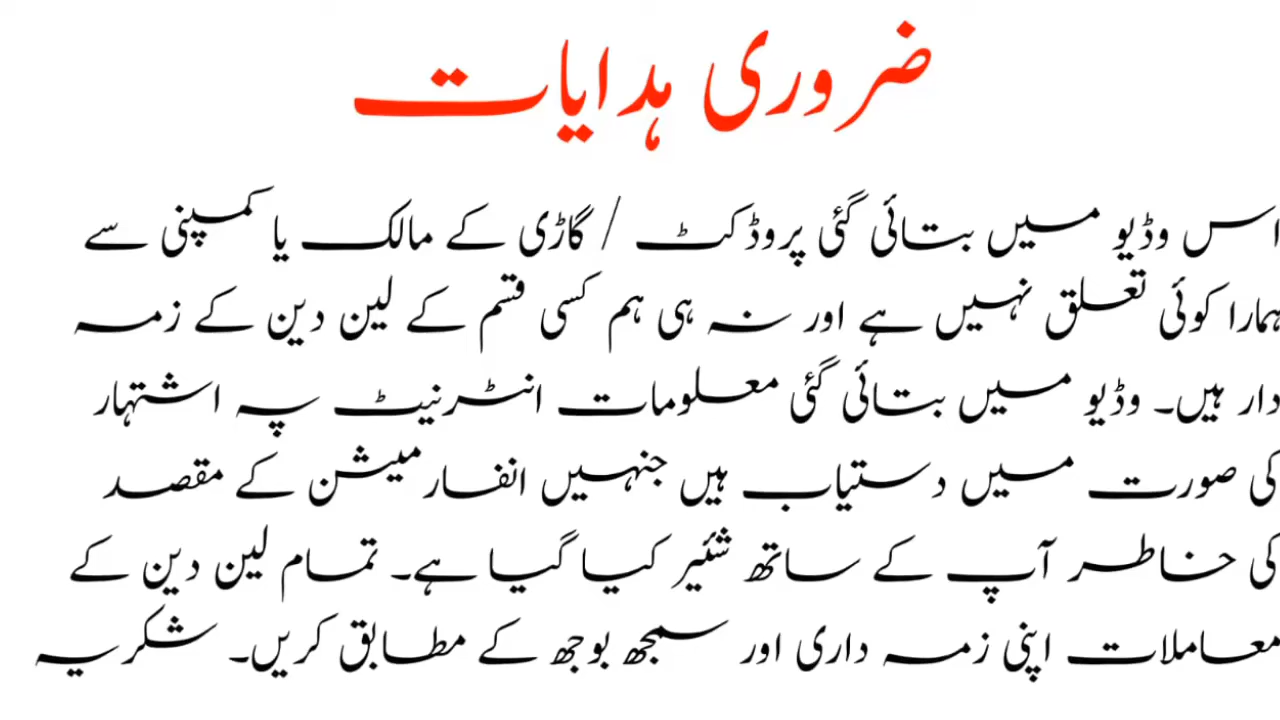 ضروری ہدایات
اس وڈیو میں بتائی گئی پروڈکٹ / گاڑی کے مالک یا کمپنی سے
ہمارا کوئی تعلق نہیں ہے اور نہ ہی ہم کسی قسم کے لین دین کے زمہ
دار ہیں۔ وڈیو میں بتائی گئی معلومات انٹرنیٹ پہ اشتہار
کی صورت میں دستیاب ہیں جنہیں انفارمیشن کے مقصد
کی خاطر آپ کے ساتھ شئیر کیا گیا ہے۔ تمام لین دین کے
معاملات اپنی زمہ داری اور سمجھ بوجھ کے مطابق کریں۔ شکریہ